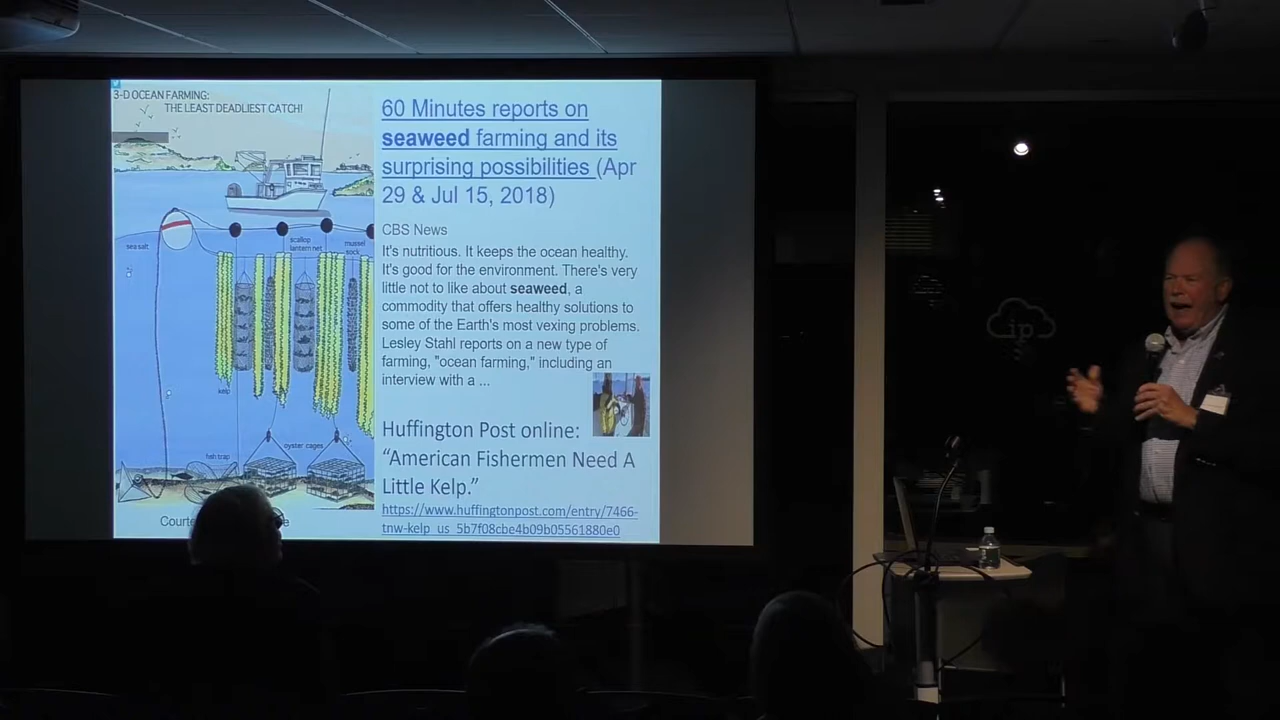 3-D OCEAN FARMING:
THE LEAST DEADLIEST CATCH!
sea salt
scallop
lantern net
mussel
sock
kelp
fish trap
oyster cages
60 Minutes reports on
seaweed farming and its
surprising possibilities (Apr
29 & Jul 15, 2018)
CBS News
It's nutritious. It keeps the ocean healthy.
It's good for the environment. There's very
little not to like about seaweed, a
commodity that offers healthy solutions to
some of the Earth's most vexing problems.
Lesley Stahl reports on a new type of
farming, "ocean farming," including an
interview with a ...
Huffington Post online:
“American Fishermen Need A
Little Kelp.”
https://www.huffingtonpost.com/entry/7466-
tnw-kelp_us_5b7f08cbe4b09b05561880e0
ip